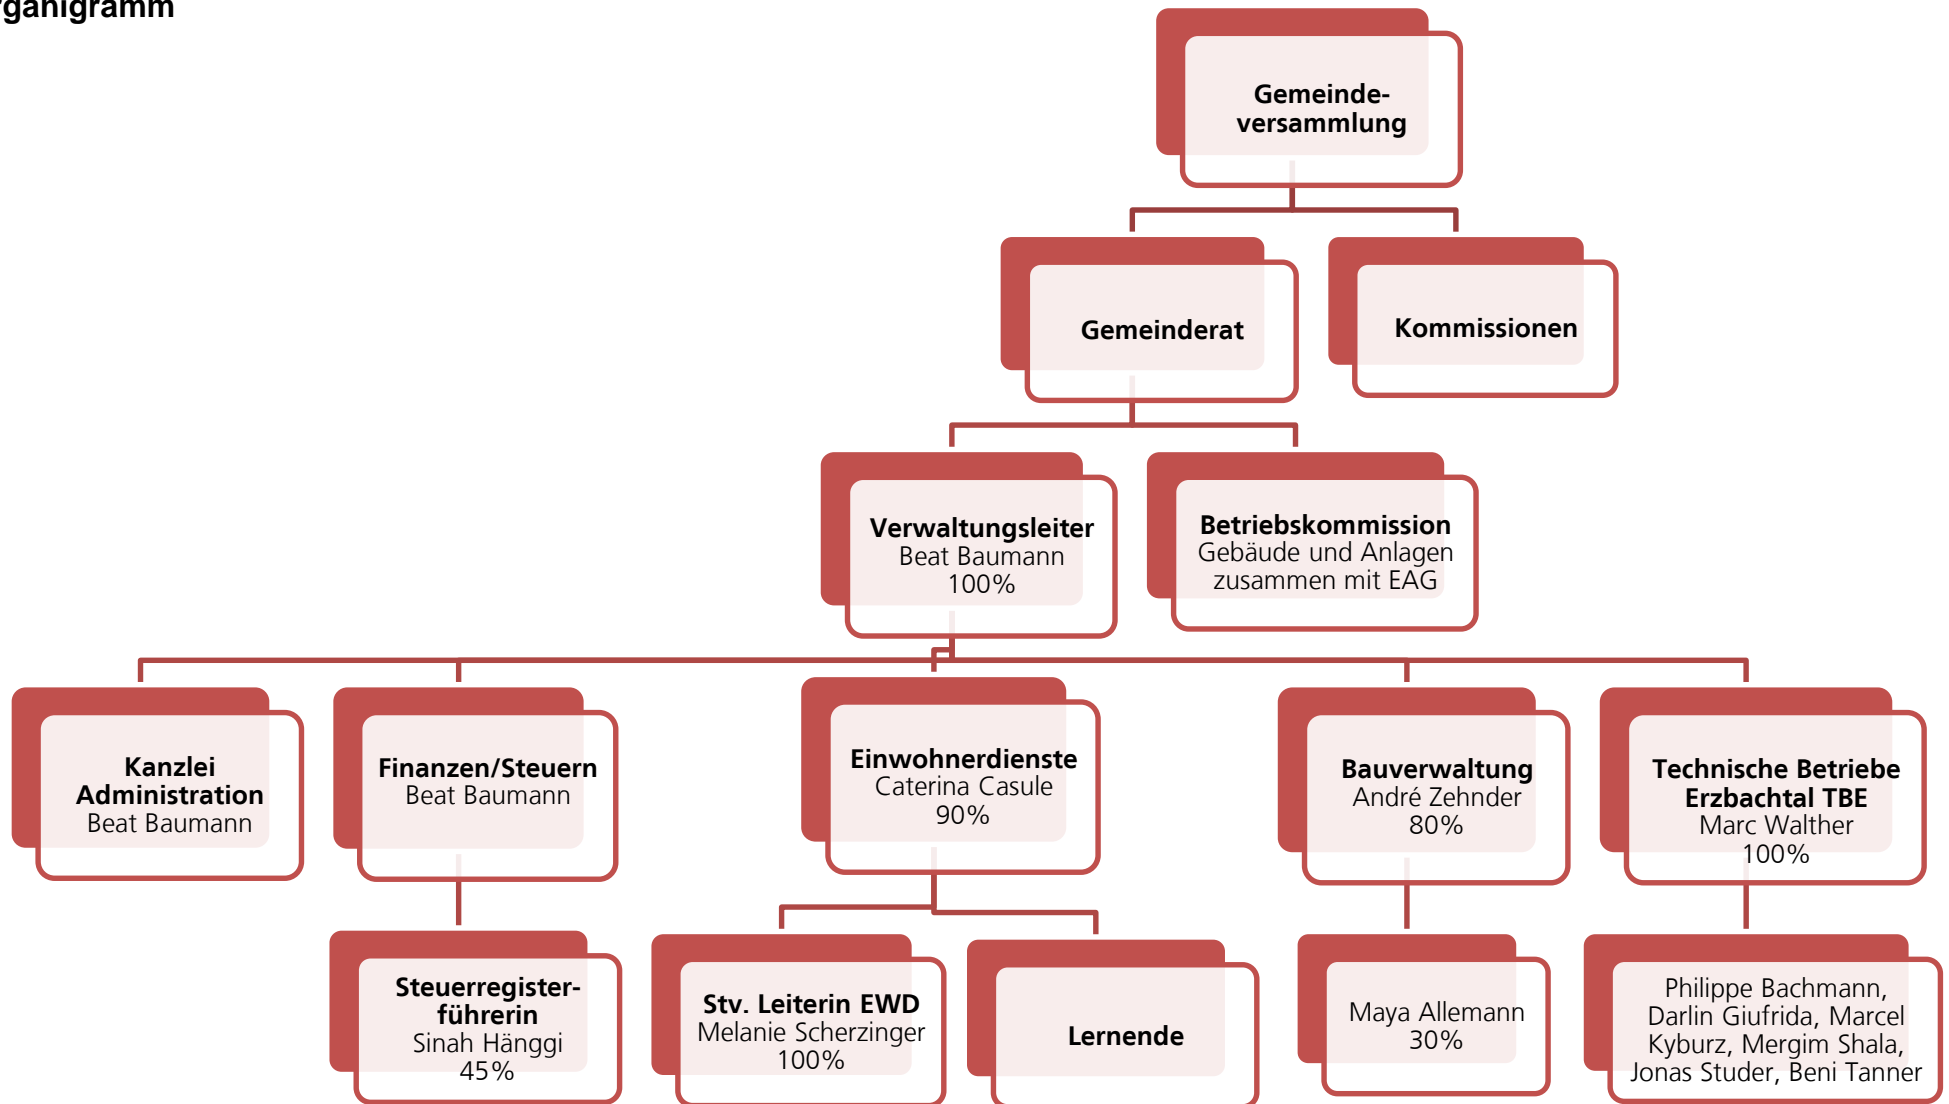 rganigramm
Gemeinde-
versammlung
Gemeinderat
Kommissionen
Verwaltungsleiter
Beat Baumann
100%
Betriebskommission
Gebäude und Anlagen
zusammen mit EAG
Kanzlei
Administration
Beat Baumann
Finanzen/Steuern
Beat Baumann
Einwohnerdienste
Caterina Casule
90%
Bauverwaltung
André Zehnder
80%
Technische Betriebe
Erzbachtal TBE
Marc Walther
100%
Steuerregister-
führerin
Sinah Hänggi
45%
Stv. Leiterin EWD
Melanie Scherzinger
100%
Lernende
Maya Allemann
30%
Philippe Bachmann,
Darlin Giufrida, Marcel
Kyburz, Mergim Shala,
Jonas Studer, Beni Tanner